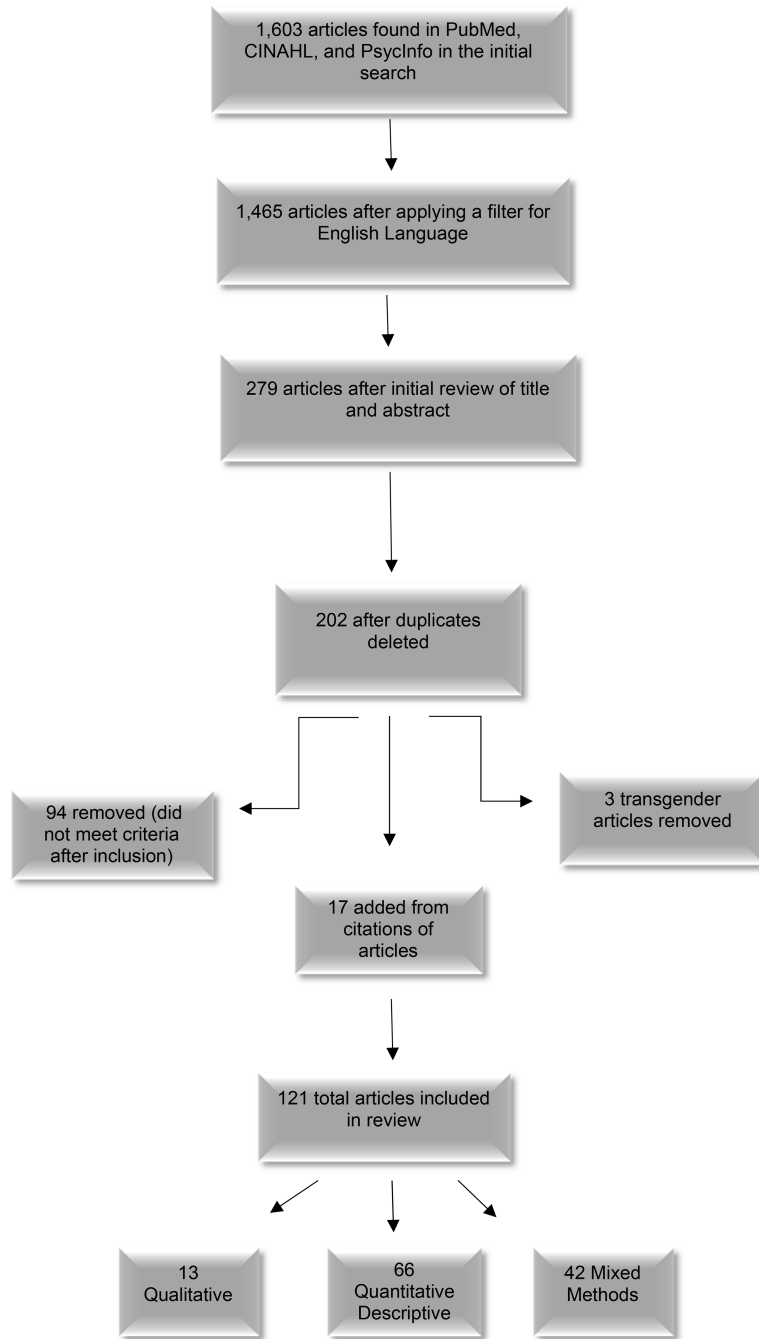 1,603 articles found in PubMed,
CINAHL, and PsycInfo in the initial
search
1,465 articles after applying a filter for
English Language
279 articles after initial review of title
and abstract
202 after duplicates
deleted
94 removed (did
not meet criteria
after inclusion)
3 transgender
articles removed
17 added from
citations of
articles
121 total articles included
in review
13
Qualitative
66
Quantitative
Descriptive
42 Mixed
Methods